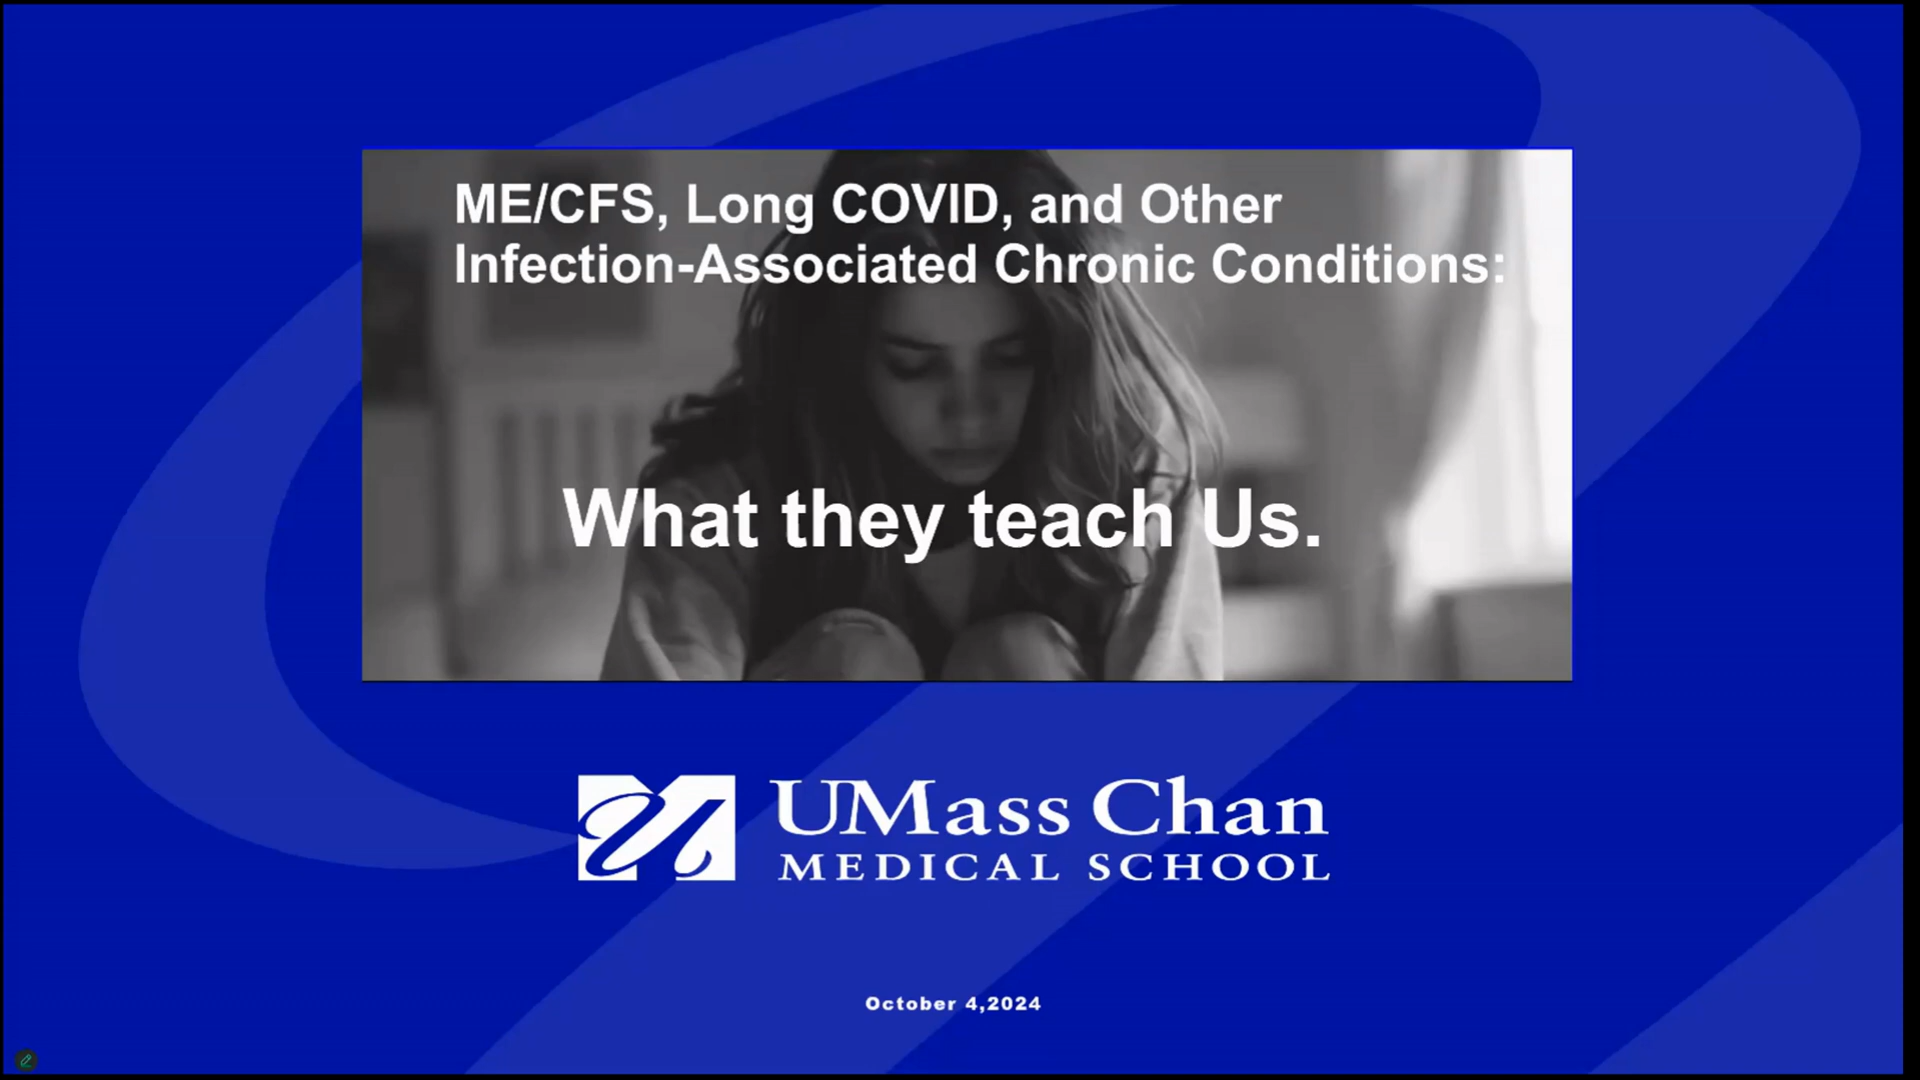 ME/CFS, Long COVID, and Other
Infection-Associated Chronic Conditions:
What they teach Us.
UMass Chan
MEDICAL SCHOOL
October 4,2024